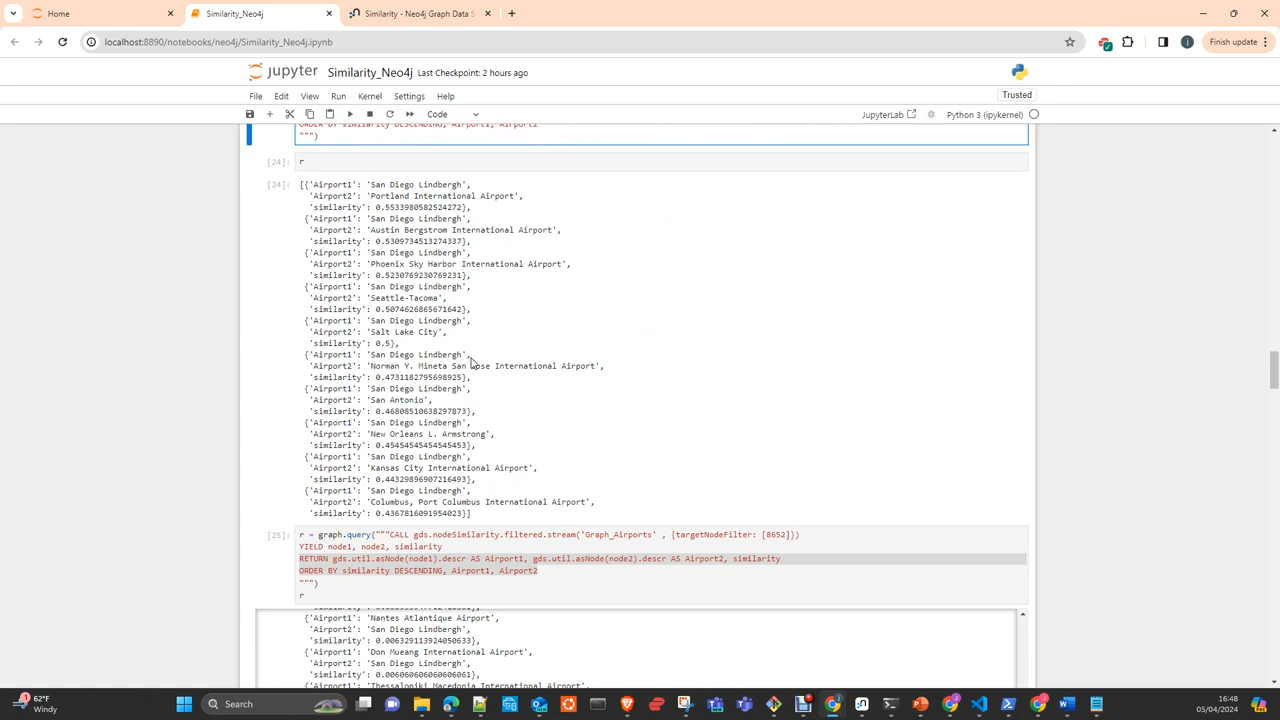 Home
Similarity_Neo4j
Similarity - Neo4j Graph Data S
localhost:8890/notebooks/neo4j/Similarity_Neo4j.ipynb
Finish update
jupyter Similarity_Neo4j Last Checkpoint: 2 hours ago
File Edit View Run Kernel Settings Help
Trusted
Code
JupyterLab Python 3 (ipykernel)
ORDER BY similarity DESCENDING, Airport1, Airport2
""")
[24]: r
[24]: [{'Airport1': 'San Diego Lindbergh',
'Airport2': 'Portland International Airport',
'similarity': 0.5533980582524272},
{'Airport1': 'San Diego Lindbergh',
'Airport2': 'Austin Bergstrom International Airport',
'similarity': 0.5309734513274337},
{'Airport1': 'San Diego Lindbergh',
'Airport2': 'Phoenix Sky Harbor International Airport',
'similarity': 0.5230769230769231},
{'Airport1': 'San Diego Lindbergh',
'Airport2': 'Seattle-Tacoma',
'similarity': 0.5074626865671642},
{'Airport1': 'San Diego Lindbergh',
'Airport2': 'Salt Lake City',
'similarity': 0.5},
{'Airport1': 'San Diego Lindbergh',
'Airport2': 'Norman Y. Mineta San Jose International Airport',
'similarity': 0.4731182795698925},
{'Airport1': 'San Diego Lindbergh',
'Airport2': 'San Antonio',
'similarity': 0.46808510638297873},
{'Airport1': 'San Diego Lindbergh',
'Airport2': 'New Orleans L. Armstrong',
'similarity': 0.45454545454545453},
{'Airport1': 'San Diego Lindbergh',
'Airport2': 'Kansas City International Airport',
'similarity': 0.44329896907216493},
{'Airport1': 'San Diego Lindbergh',
'Airport2': 'Columbus, Port Columbus International Airport',
'similarity': 0.4367816091954023}]
[25]: r = graph.query("""CALL gds.nodeSimilarity.filtered.stream('Graph_Airports' , {targetNodeFilter: [8652]})
YIELD node1, node2, similarity
RETURN gds.util.asNode(node1).descr AS Airport1, gds.util.asNode(node2).descr AS Airport2, similarity
ORDER BY similarity DESCENDING, Airport1, Airport2
""")
r
{'Airport1': 'Nantes Atlantique Airport',
'Airport2': 'San Diego Lindbergh',
'similarity': 0.006329113924050633},
{'Airport1': 'Don Mueang International Airport',
'Airport2': 'San Diego Lindbergh',
'similarity': 0.006060606060606061},
{'Airport1': 'Thessaloniki Macedonia International Airport',
62°F
Windy
Search
16:48
05/04/2024